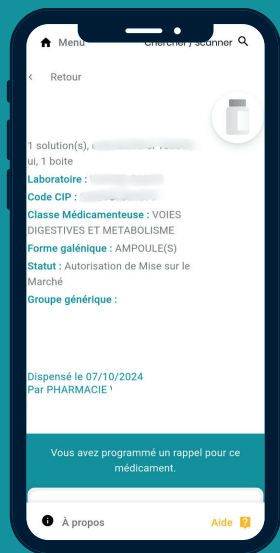 Menu
Chercher / Scanner
< Retour
1 solution(s),
ui, 1 boite
Laboratoire :
Code CIP :
Classe Médicamenteuse : VOIES
DIGESTIVES ET METABOLISME
Forme galénique : AMPOULE(S)
Statut : Autorisation de Mise sur le
Marché
Groupe générique :
Dispensé le 07/10/2024
Par PHARMACIE
Vous avez programmé un rappel pour ce
médicament.
À propos
Aide